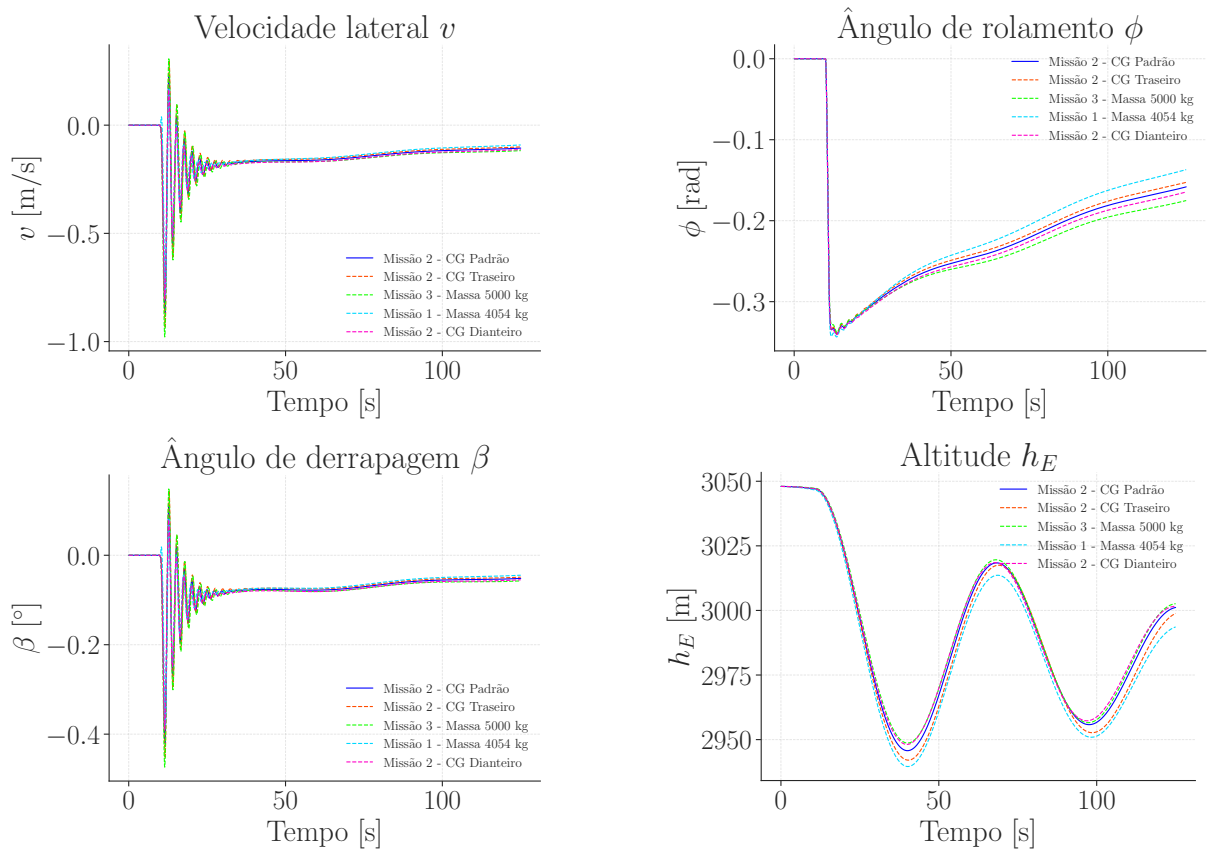 Velocidade lateral v
0.0
−0.5
−1.0
v [m/s]
0
50
100
Tempo [s]
Missão 2 - CG Padrão
Missão 2 - CG Traseiro
Missão 3 - Massa 5000 kg
Missão 1 - Massa 4054 kg
Missão 2 - CG Dianteiro
Ângulo de rolamento ϕ
0.0
−0.1
−0.2
−0.3
ϕ [rad]
0
50
100
Tempo [s]
Missão 2 - CG Padrão
Missão 2 - CG Traseiro
Missão 3 - Massa 5000 kg
Missão 1 - Massa 4054 kg
Missão 2 - CG Dianteiro
Ângulo de derrapagem β
0.0
−0.2
−0.4
β [°]
0
50
100
Tempo [s]
Missão 2 - CG Padrão
Missão 2 - CG Traseiro
Missão 3 - Massa 5000 kg
Missão 1 - Massa 4054 kg
Missão 2 - CG Dianteiro
Altitude h_E
3050
3025
3000
2975
2950
h_E [m]
0
50
100
Tempo [s]
Missão 2 - CG Padrão
Missão 2 - CG Traseiro
Missão 3 - Massa 5000 kg
Missão 1 - Massa 4054 kg
Missão 2 - CG Dianteiro